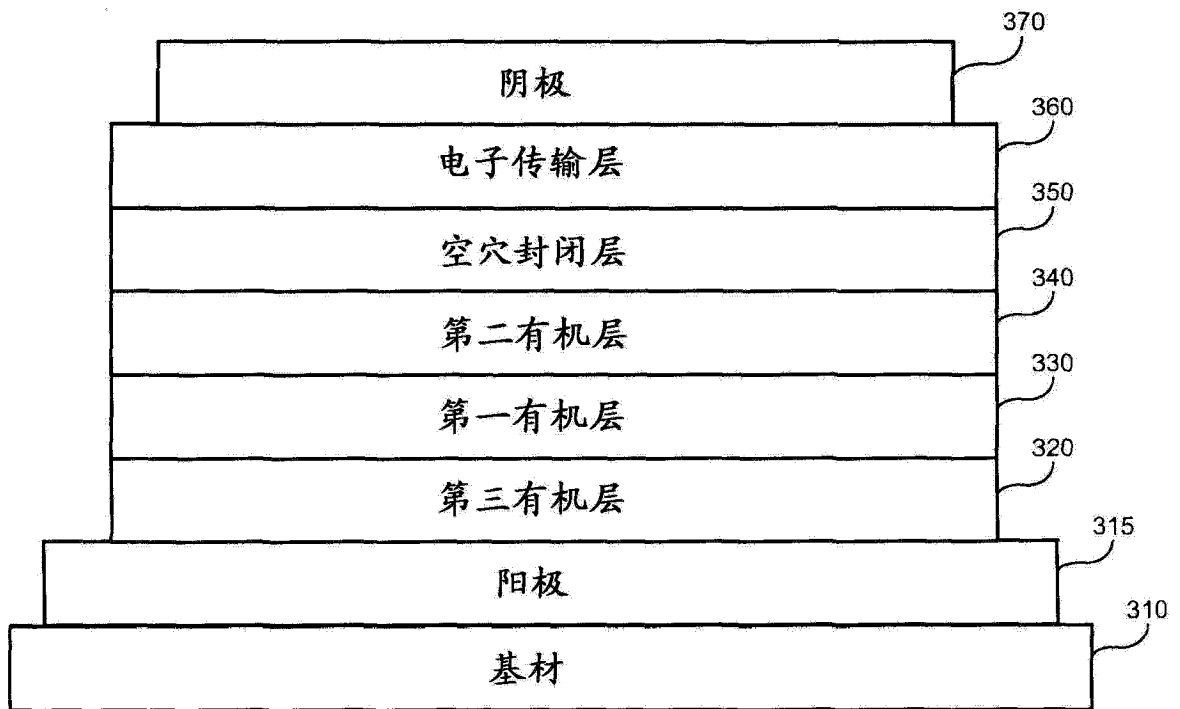 370
阴极
360
电子传输层
350
空穴封闭层
340
第二有机层
330
第一有机层
320
第三有机层
315
阳极
310
基材